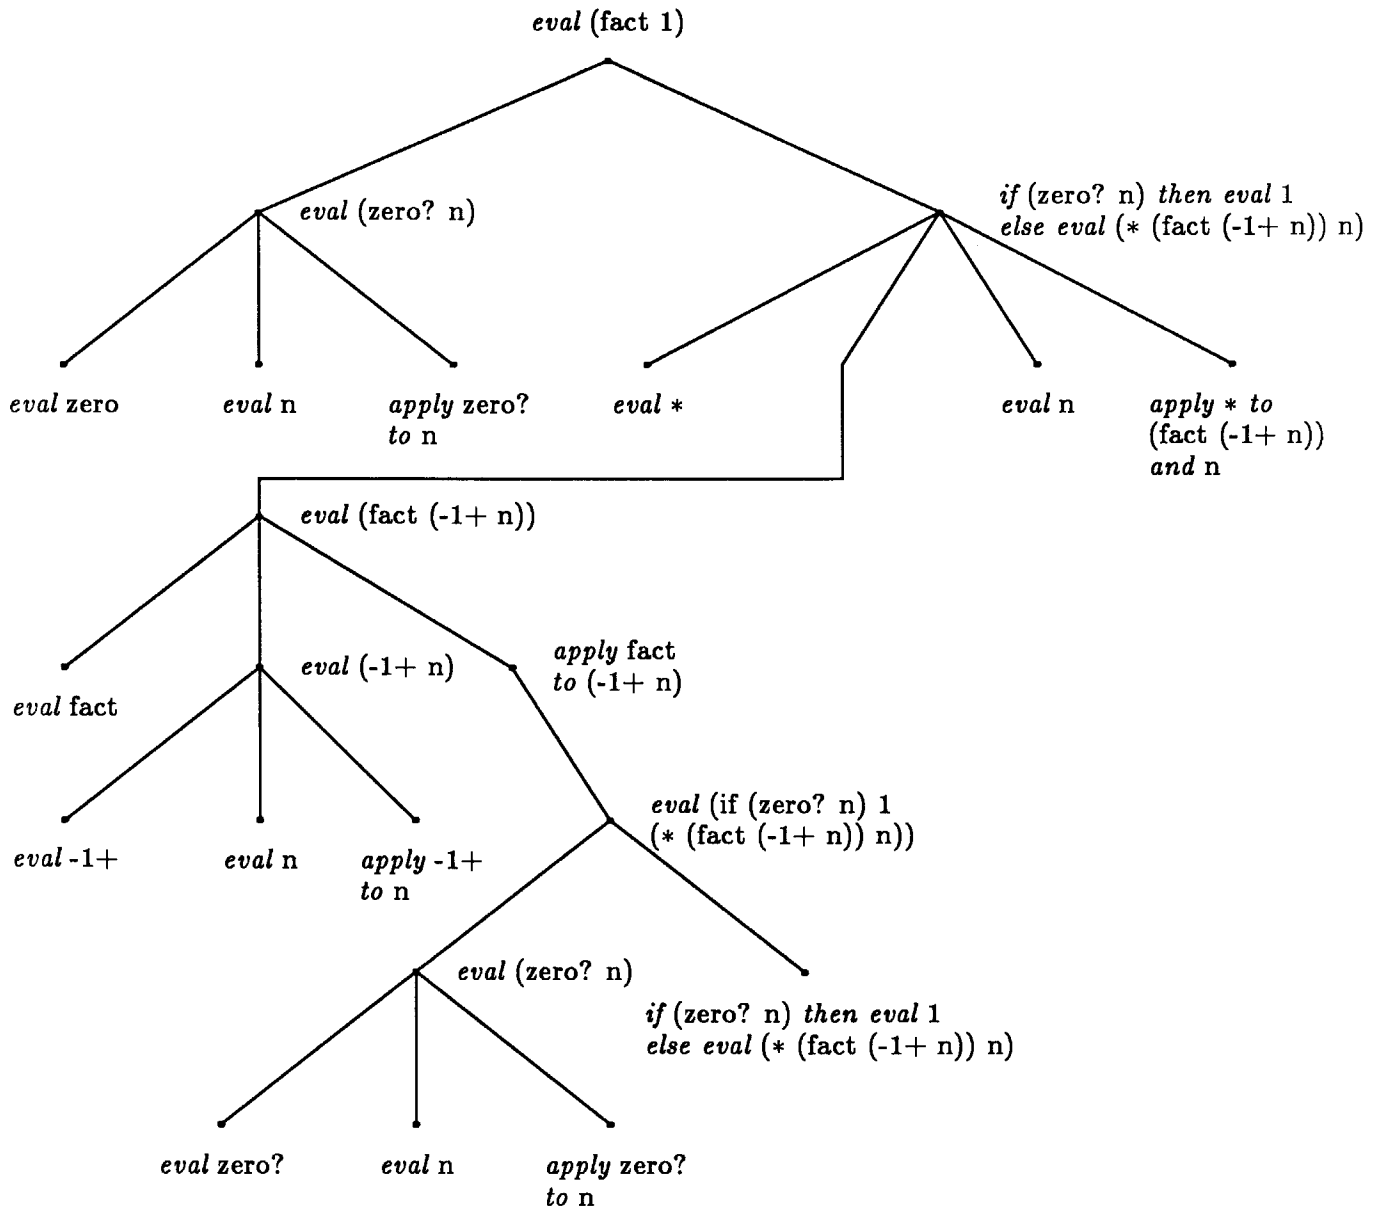 eval (fact 1)
eval (zero? n)
if (zero? n) then eval 1
else eval (* (fact (-1+ n)) n)
eval zero
eval n
apply zero?
to n
eval *
eval n
apply * to
(fact (-1+ n))
and n
eval (fact (-1+ n))
eval fact
eval (-1+ n)
apply fact
to (-1+ n)
eval -1+
eval n
apply -1+
to n
eval (if (zero? n) 1
(* (fact (-1+ n)) n))
eval (zero? n)
if (zero? n) then eval 1
else eval (* (fact (-1+ n)) n)
eval zero?
eval n
apply zero?
to n